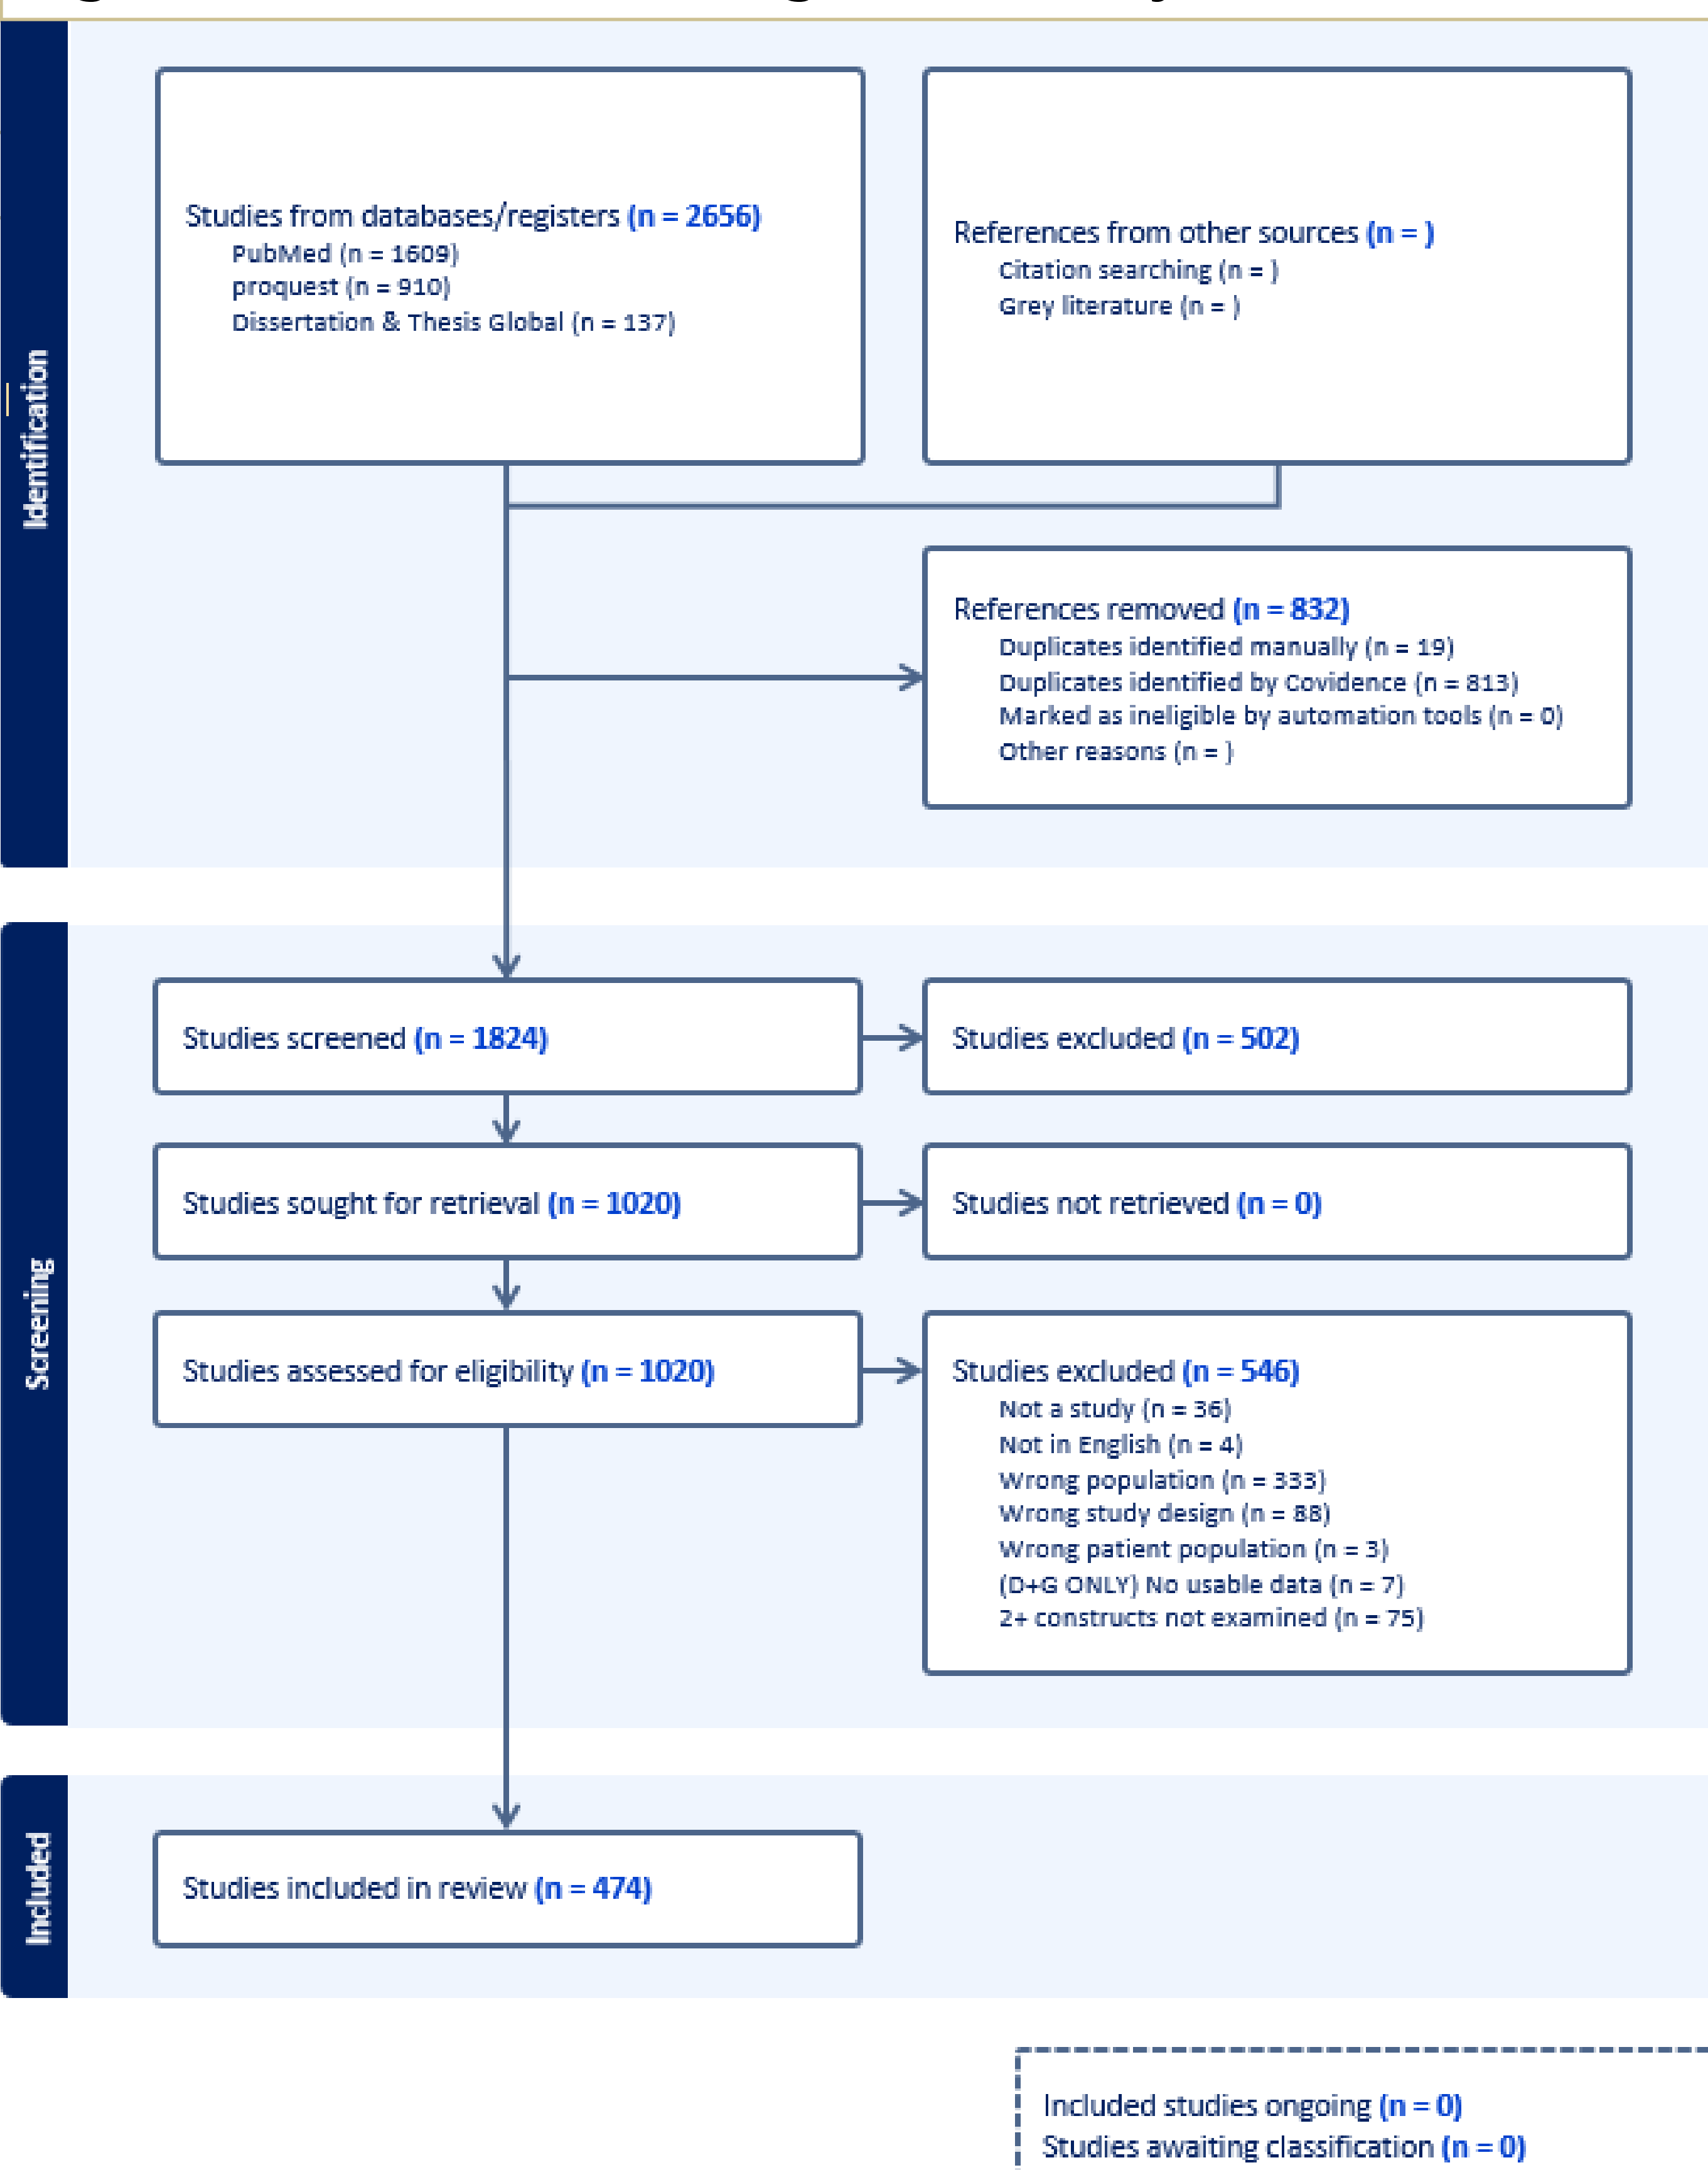 Identification
Studies from databases/registers (n = 2656)
PubMed (n = 1609)
proquest (n = 910)
Dissertation & Thesis Global (n = 137)
References from other sources (n = )
Citation searching (n = )
Grey literature (n = )
References removed (n = 832)
Duplicates identified manually (n = 19)
Duplicates identified by Covidence (n = 813)
Marked as ineligible by automation tools (n = 0)
Other reasons (n = )
Screening
Studies screened (n = 1824)
Studies excluded (n = 502)
Studies sought for retrieval (n = 1020)
Studies not retrieved (n = 0)
Studies assessed for eligibility (n = 1020)
Studies excluded (n = 546)
Not a study (n = 36)
Not in English (n = 4)
Wrong population (n = 333)
Wrong study design (n = 88)
Wrong patient population (n = 3)
(D+G ONLY) No usable data (n = 7)
2+ constructs not examined (n = 75)
Included
Studies included in review (n = 474)
Included studies ongoing (n = 0)
Studies awaiting classification (n = 0)